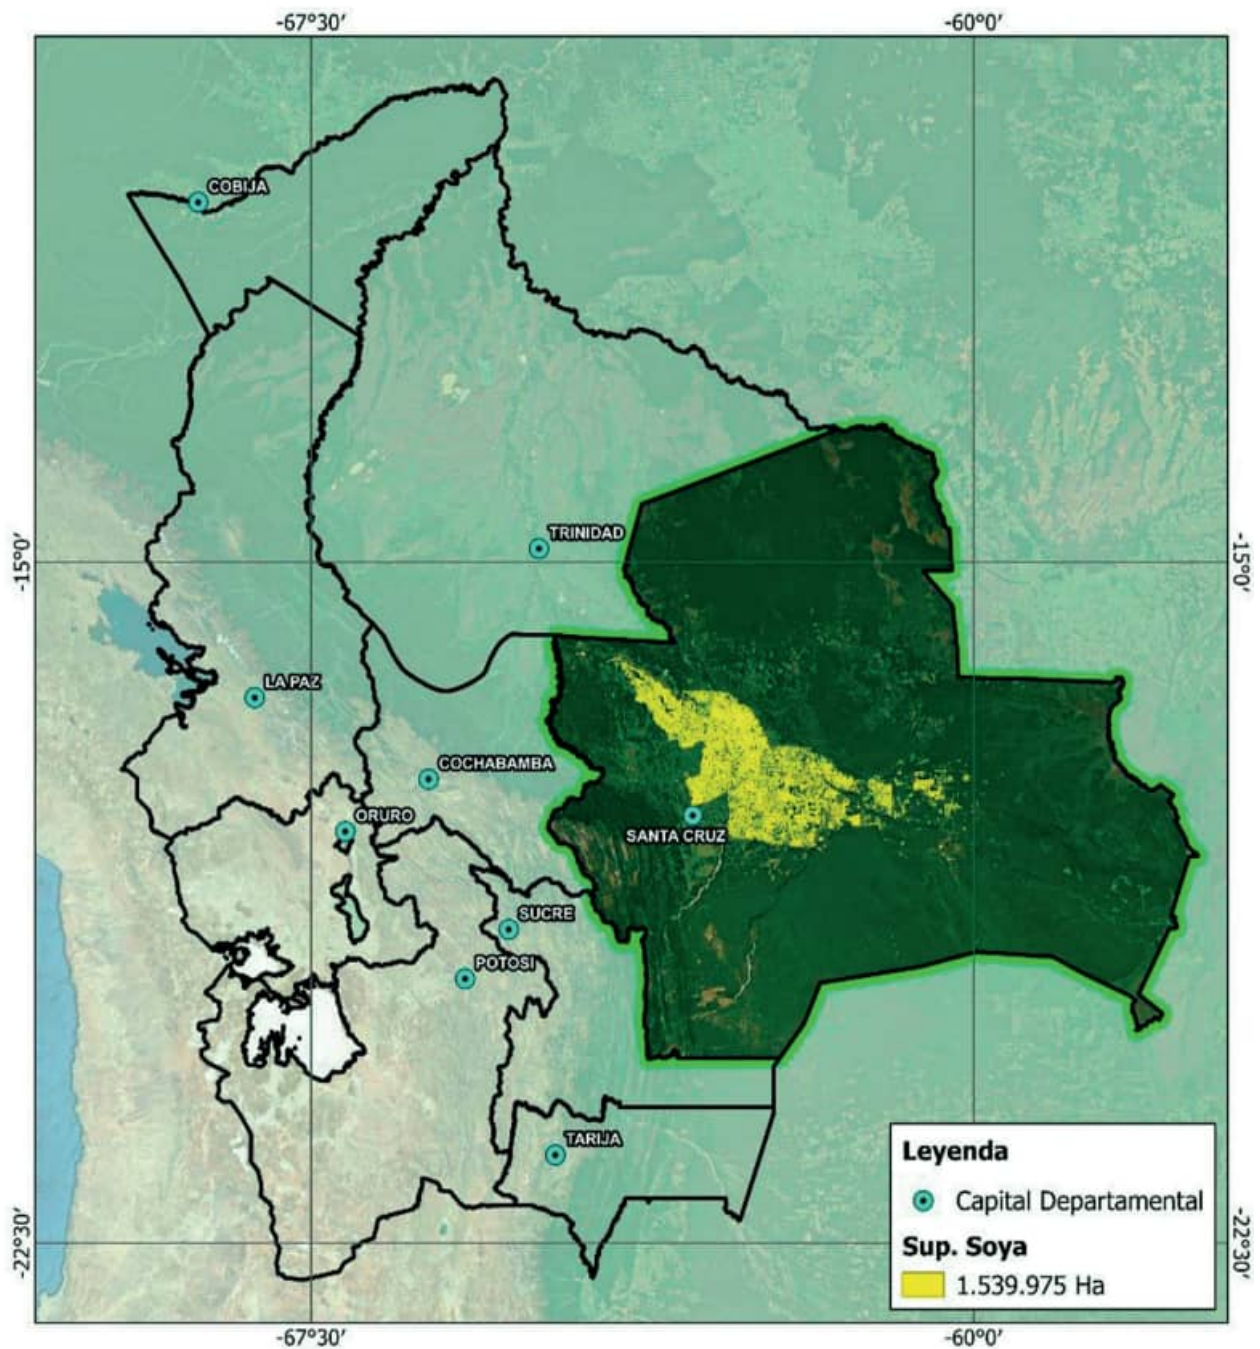 -67°30′
-60°0′
COBIJA
TRINIDAD
-15°0′
-15°0′
LA PAZ
COCHABAMBA
ORURO
SANTA CRUZ
SUCRE
POTOSI
TARIJA
Leyenda
Capital Departamental
Sup. Soya
1.539.975 Ha
-22°30′
-22°30′
-67°30′
-60°0′